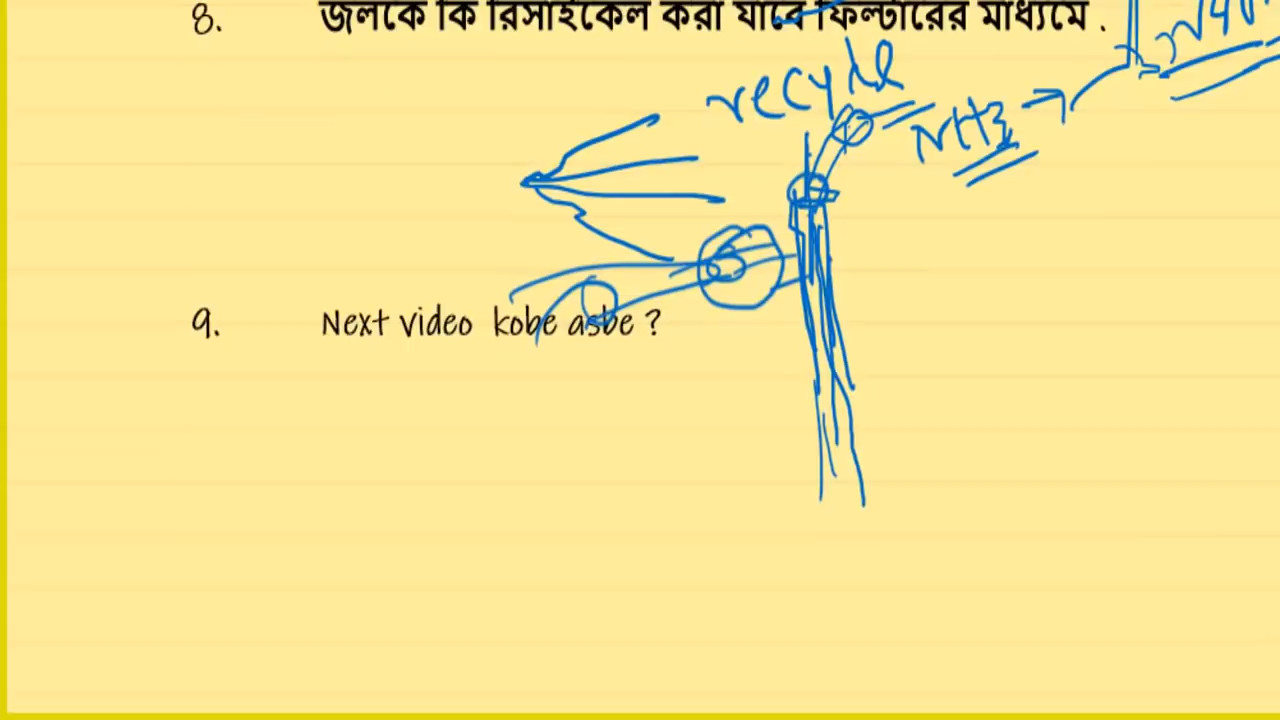 8. জলকে কি রিসাইকেল করা যাবে ফিল্টারের মাধ্যমে .
recycle
NH3 →
9. Next video kobe asbe ?